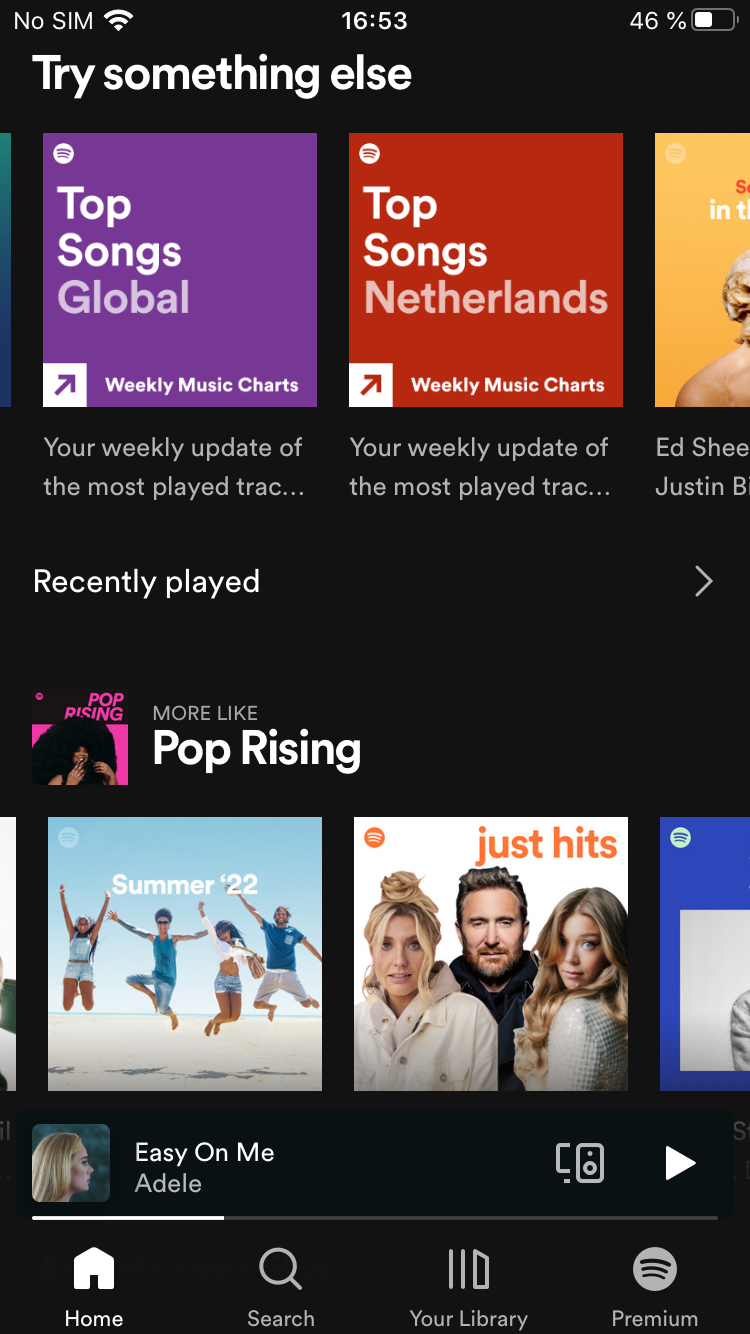 No SIM 16:53 46 %
Try something else
Top
Songs
Global
Weekly Music Charts
Top
Songs
Netherlands
Weekly Music Charts
in
Your weekly update of
the most played trac...
Your weekly update of
the most played trac...
Ed Shee
Justin Bi
Recently played
POP
RISING
MORE LIKE
Pop Rising
Summer ‘22
just hits
Easy On Me
Adele
Home
Search
Your Library
Premium